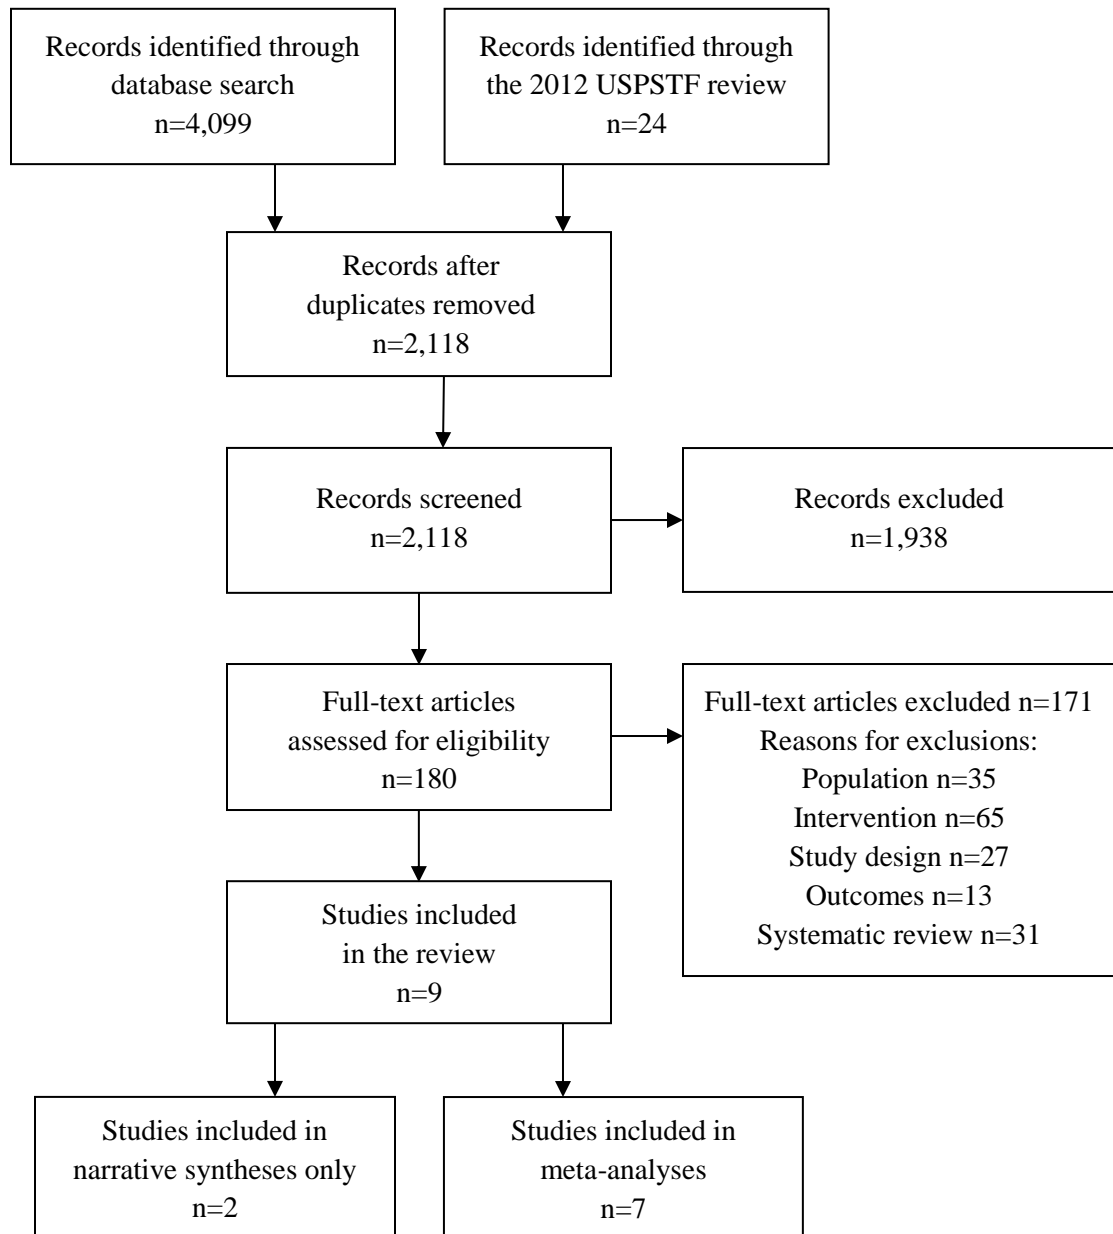 Records identified through
database search
n=4,099
Records identified through
the 2012 USPSTF review
n=24
Records after
duplicates removed
n=2,118
Records screened
n=2,118
Records excluded
n=1,938
Full-text articles
assessed for eligibility
n=180
Full-text articles excluded n=171
Reasons for exclusions:
Population n=35
Intervention n=65
Study design n=27
Outcomes n=13
Systematic review n=31
Studies included
in the review
n=9
Studies included in
narrative syntheses only
n=2
Studies included in
meta-analyses
n=7